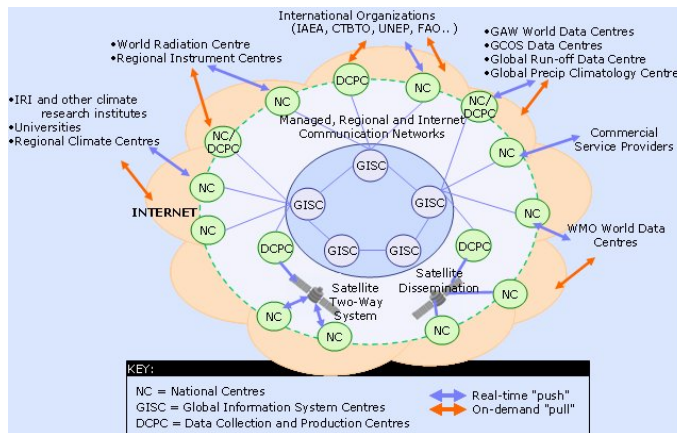 International Organizations
(IAEA, CTBTO, UNEP, FAO..)
•World Radiation Centre
•Regional Instrument Centres
•GAW World Data Centres
•GCOS Data Centres
•Global Run-off Data Centre
•Global Precip Climatology Centre
•IRI and other climate
research institutes
•Universities
•Regional Climate Centres
DCPC
NC
NC
NC/
DCPC
NC/
DCPC
Managed, Regional and Internet
Communication Networks
Commercial
Service Providers
NC
NC
GISC
GISC
GISC
INTERNET
NC
NC
WMO World Data
Centres
DCPC
GISC
GISC
DCPC
Satellite
Two-Way
System
Satellite
Dissemination
NC
NC
NC
NC
KEY:
NC = National Centres
GISC = Global Information System Centres
DCPC = Data Collection and Production Centres
Real-time "push"
On-demand "pull"